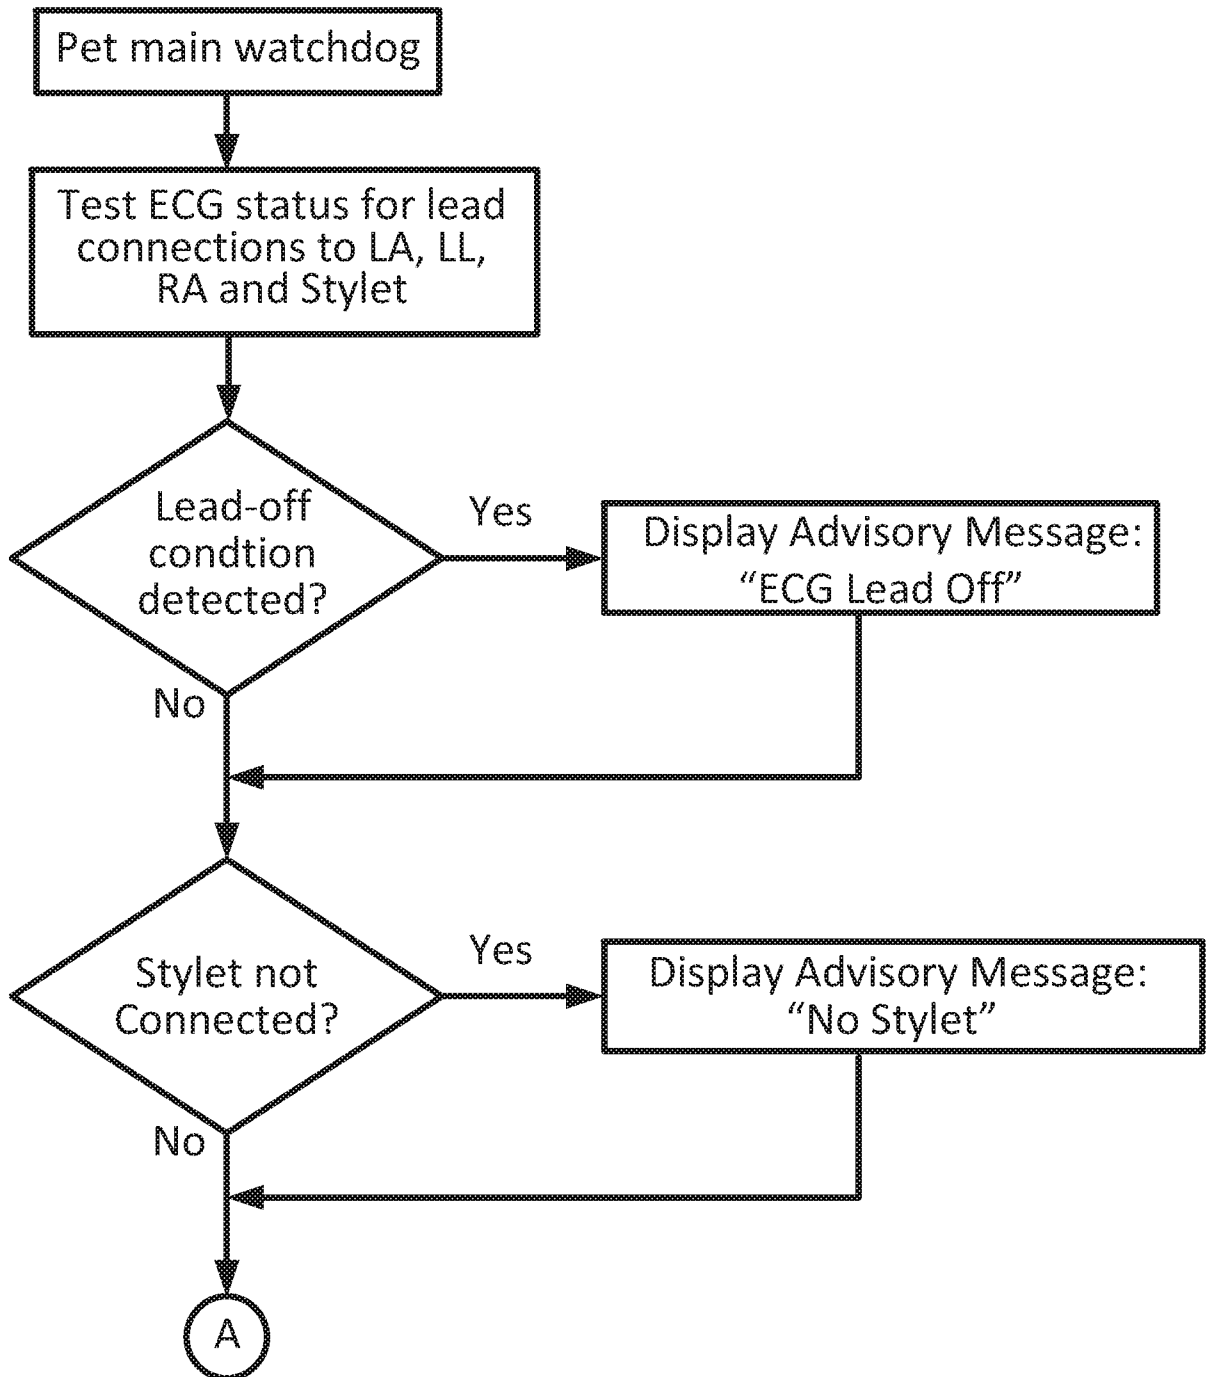 Pet main watchdog
Test ECG status for lead
connections to LA, LL,
RA and Stylet
Lead-off
condtion
detected?
Yes
Display Advisory Message:
“ECG Lead Off”
No
Stylet not
Connected?
Yes
Display Advisory Message:
“No Stylet”
No
A